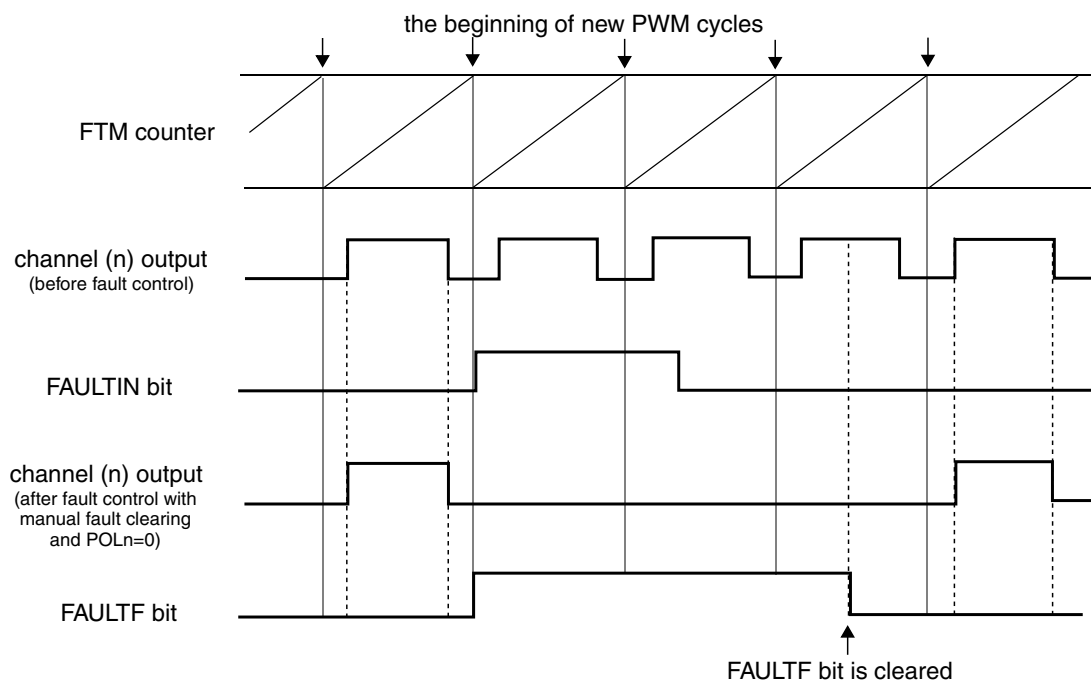 the beginning of new PWM cycles
FTM counter
channel (n) output
(before fault control)
FAULTIN bit
channel (n) output
(after fault control with
manual fault clearing
and POLn=0)
FAULTF bit
FAULTF bit is cleared